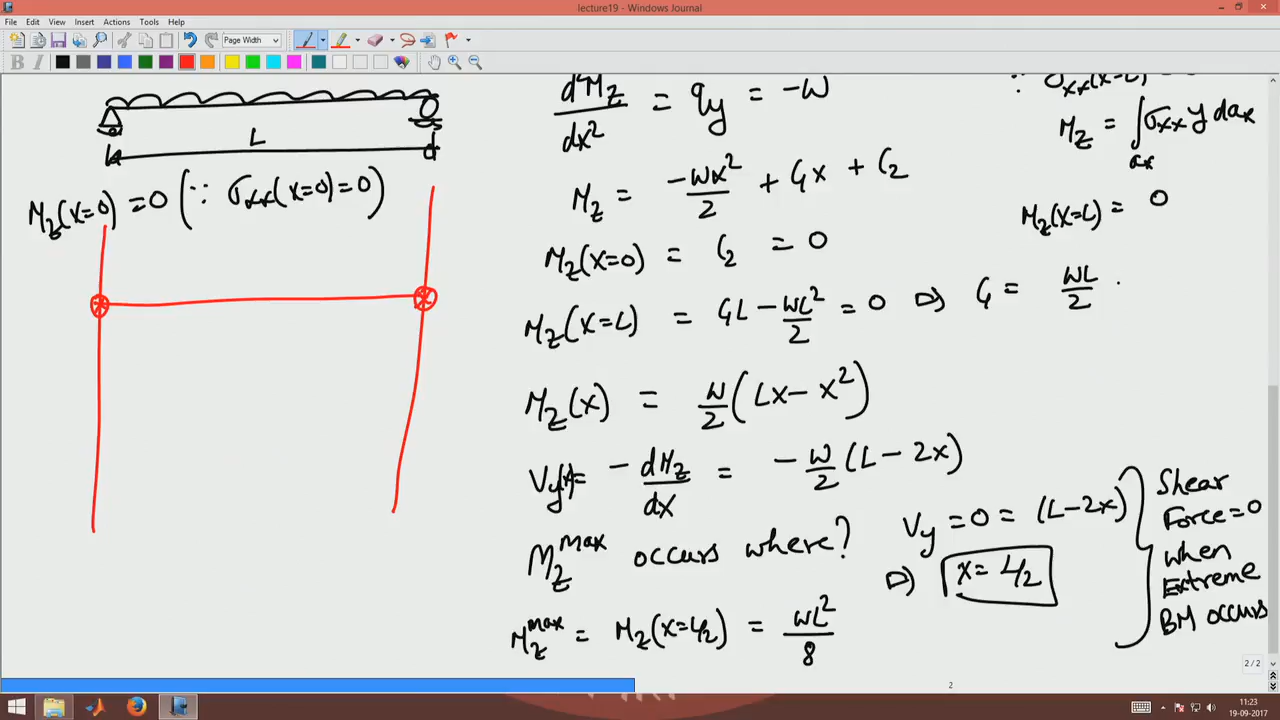 lecture19 - Windows Journal
File Edit View Insert Actions Tools Help
Page Width
B I
L
M_z(x=0) = 0 (∵ σ_xx(x=0)=0)
d²M_z/dx² = q_y = -W
M_z = -Wx²/2 + C₁x + C₂
M_z(x=0) = C₂ = 0
M_z(x=L) = C₁L - WL²/2 = 0 ⇒ C₁ = WL/2
M_z(x) = W/2 (Lx - x²)
V_y(x) = -dM_z/dx = -W/2 (L - 2x)
M_z^max occurs where?
M_z^max = M_z(x=L/2) = WL²/8
M_z = ∫_ax σ_xx y da_x
M_z(x=L) = 0
V_y = 0 = (L-2x)
⇒ x = L/2
Shear
Force=0
when
Extreme
BM occurs
2/2
2
11:23
19-09-2017